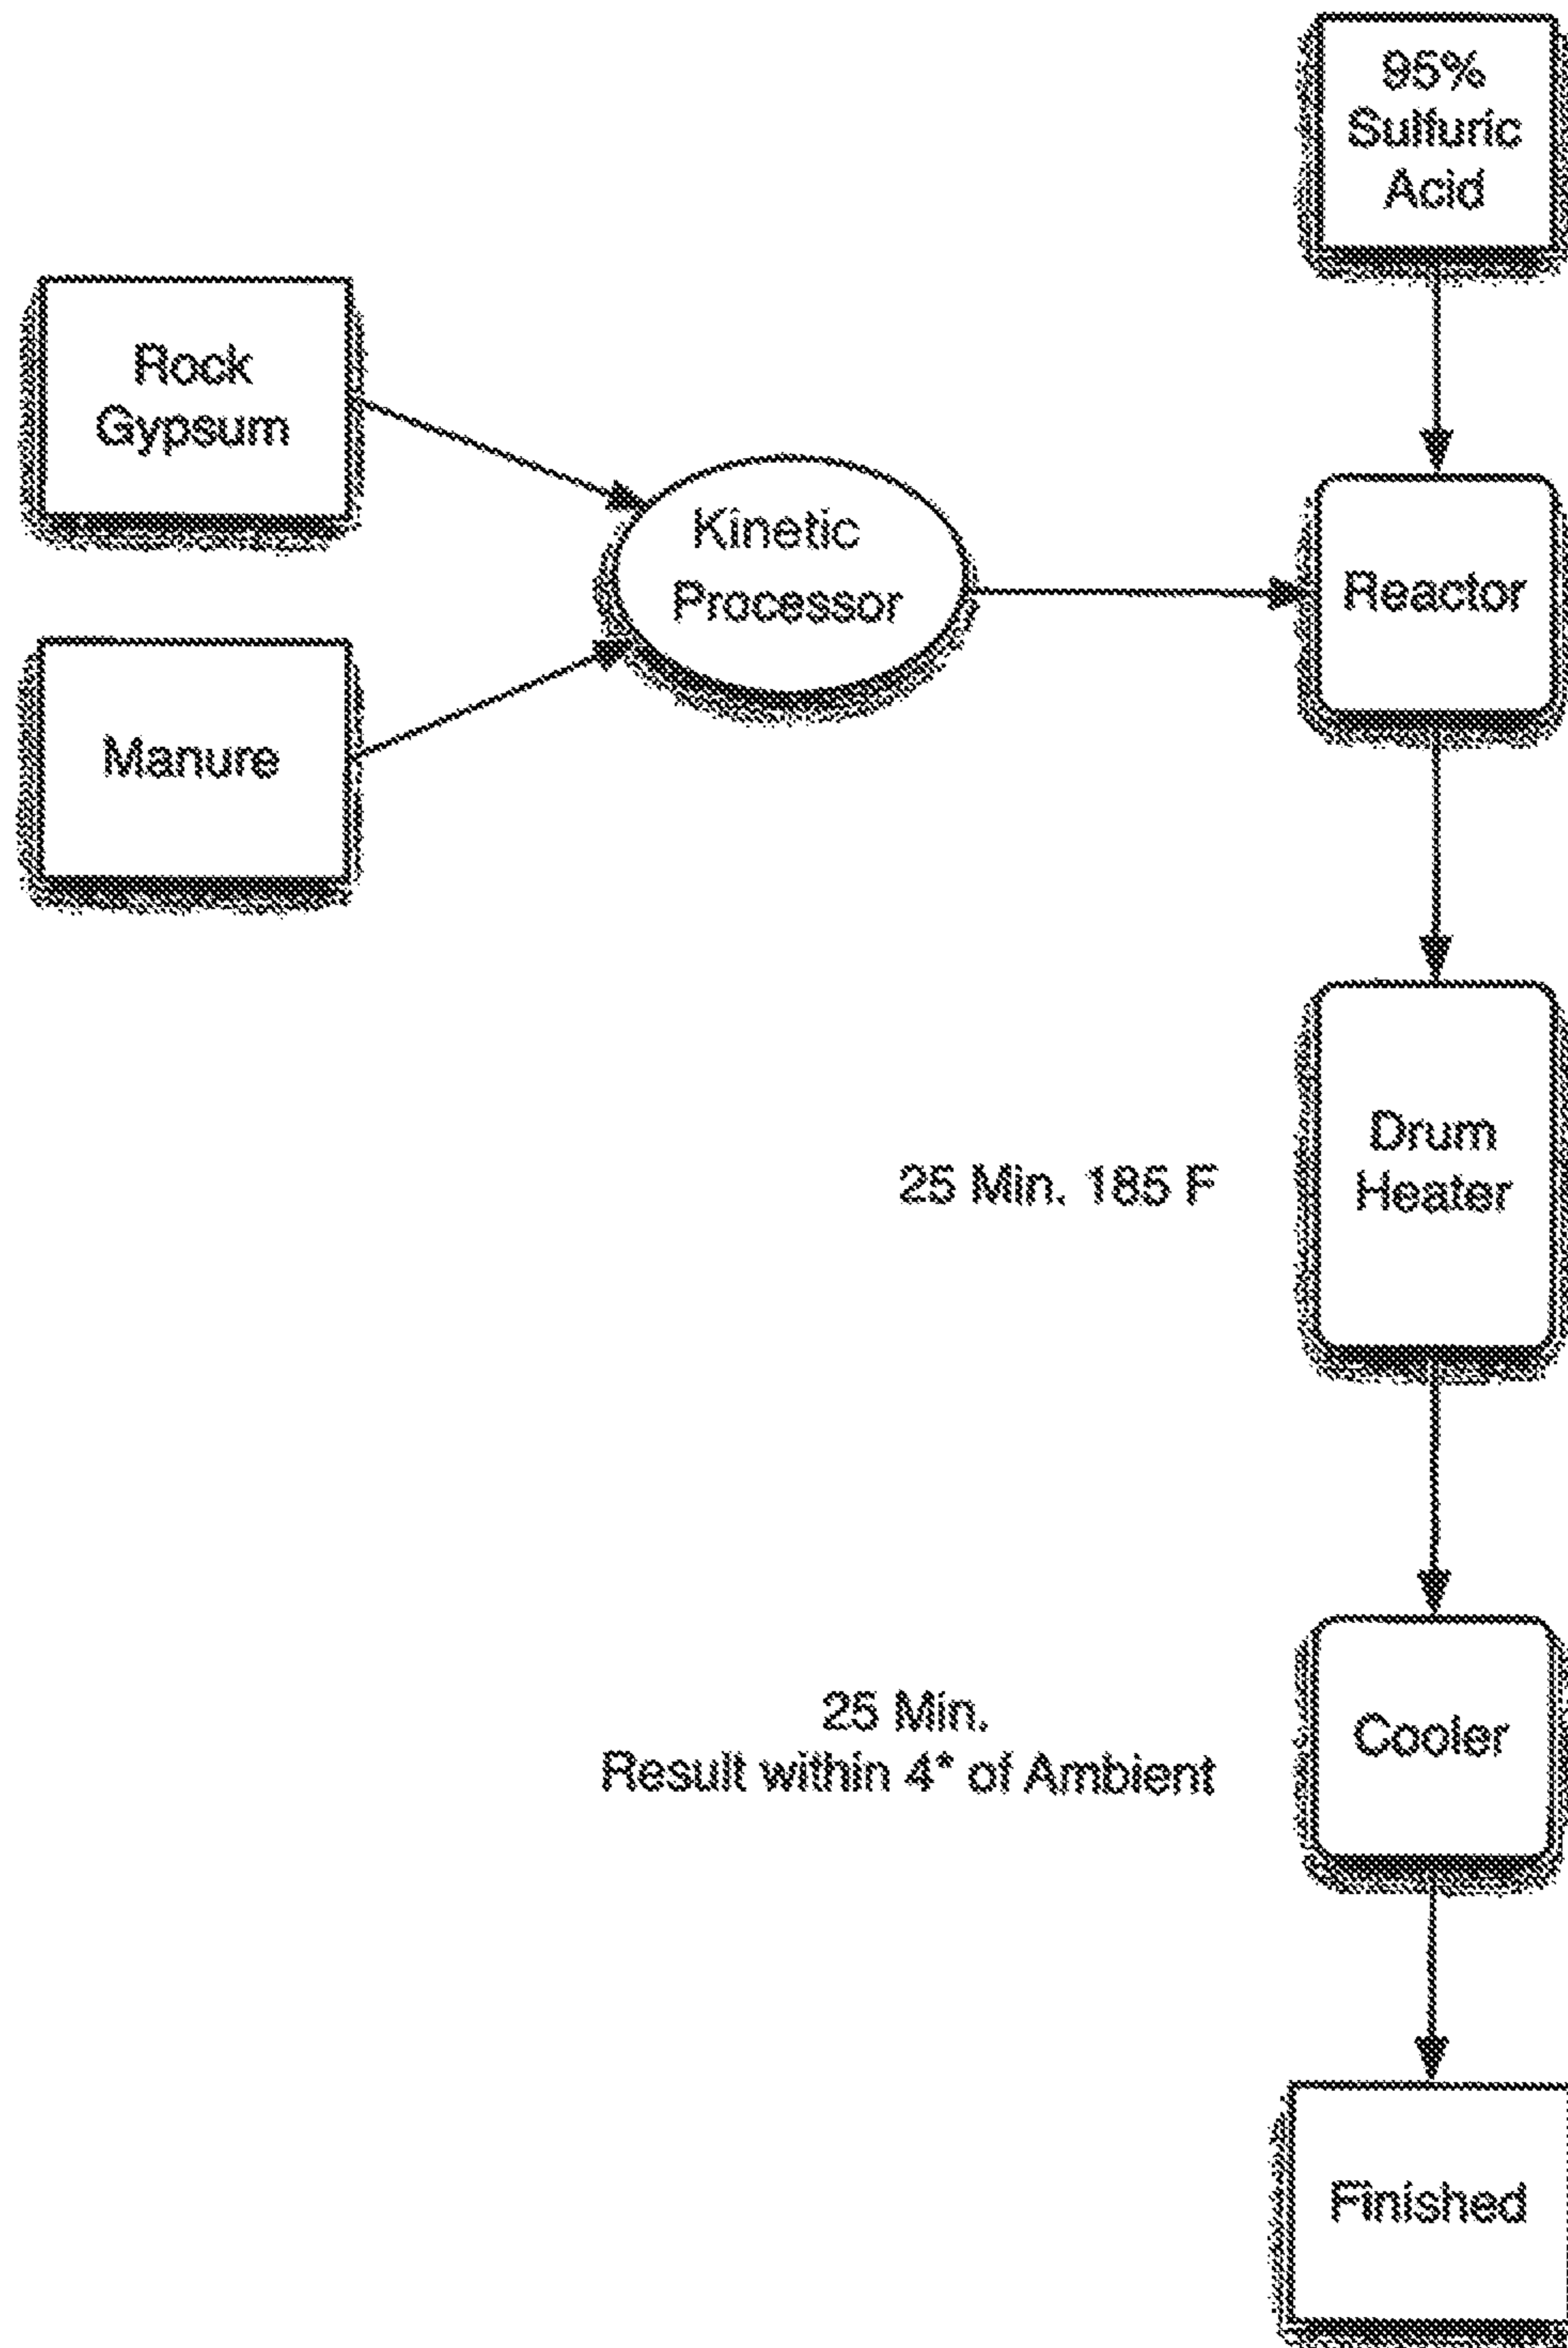 95%
Sulfuric
Acid
Rock
Gypsum
Kinetic
Processor
Reactor
Manure
Drum
Heater
25 Min. 185 F
25 Min.
Result within 4* of Ambient
Cooler
Finished